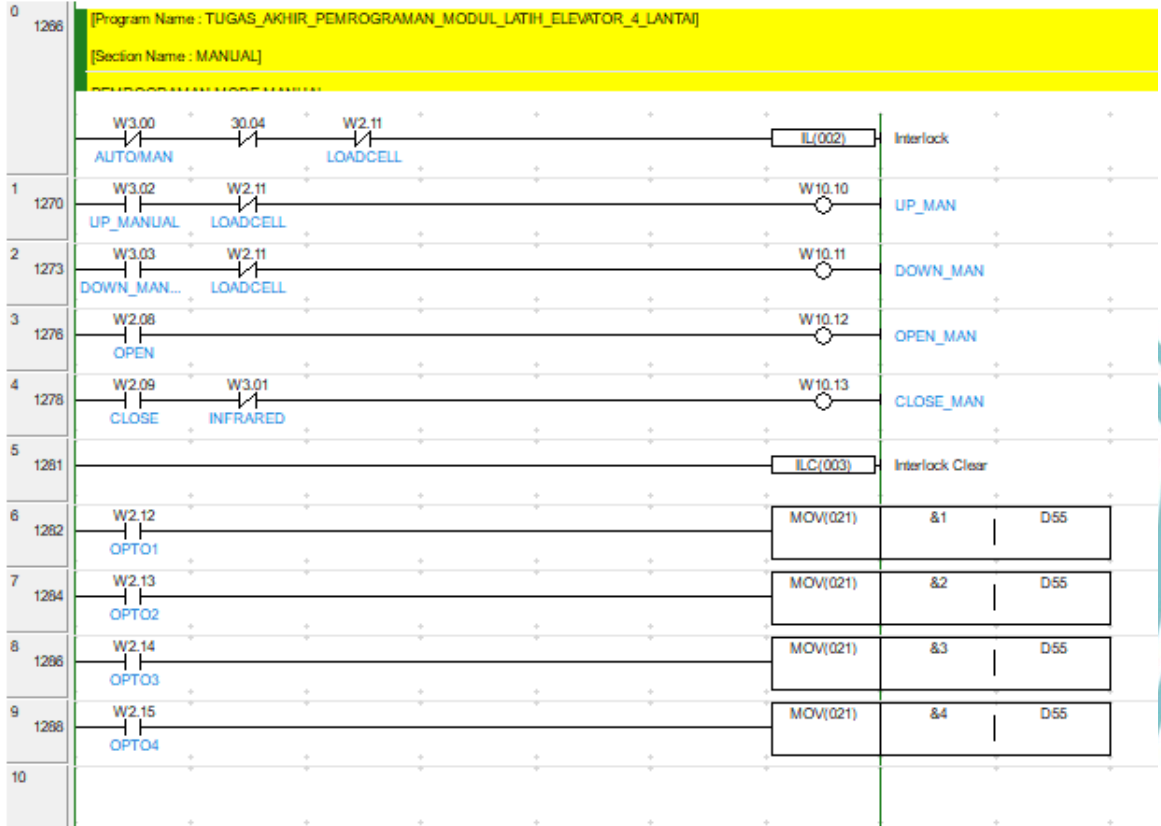 0
1266
[Program Name : TUGAS_AKHIR_PEMROGRAMAN_MODUL_LATIH_ELEVATOR_4_LANTAI]
[Section Name : MANUAL]
PEMROGRAMAN MODE MANUAL
W3.00 30.04 W2.11
IL(002) Interlock
AUTO/MAN LOADCELL
1
1270
W3.02 W2.11 W10.10
UP_MAN
UP_MANUAL LOADCELL
2
1273
W3.03 W2.11 W10.11
DOWN_MAN
DOWN_MAN... LOADCELL
3
1276
W2.08 W10.12
OPEN_MAN
OPEN
4
1278
W2.09 W3.01 W10.13
CLOSE_MAN
CLOSE INFRARED
5
1281
ILC(003) Interlock Clear
6
1282
W2.12 MOV(021) &1 D55
OPTO1
7
1284
W2.13 MOV(021) &2 D55
OPTO2
8
1286
W2.14 MOV(021) &3 D55
OPTO3
9
1288
W2.15 MOV(021) &4 D55
OPTO4
10